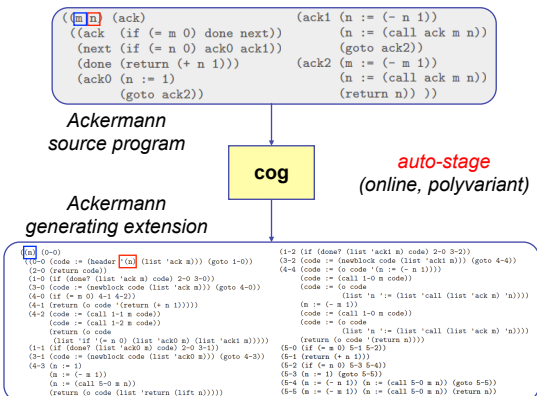 ((m n) (ack)
((ack (if (= m 0) done next))
(next (if (= n 0) ack0 ack1))
(done (return (+ n 1)))
(ack0 (n := 1)
(goto ack2))
(ack1 (n := (- n 1))
(n := (call ack m n))
(goto ack2))
(ack2 (m := (- m 1))
(n := (call ack m n))
(return n)) ))
Ackermann
source program
cog
auto-stage
(online, polyvariant)
Ackermann
generating extension
((m) (0-0)
((0-0 (code := (header '(n) (list 'ack m))) (goto 1-0))
(2-0 (return code))
(1-0 (if (done? (list 'ack m) code) 2-0 3-0))
(3-0 (code := (newblock code (list 'ack m))) (goto 4-0))
(4-0 (if (= m 0) 4-1 4-2))
(4-1 (return (o code '(return (+ n 1)))))
(4-2 (code := (call 1-1 m code))
(code := (call 1-2 m code))
(return (o code
(list 'if '(= n 0) (list 'ack0 m) (list 'ack1 m)))))
(1-1 (if (done? (list 'ack0 m) code) 2-0 3-1))
(3-1 (code := (newblock code (list 'ack0 m))) (goto 4-3))
(4-3 (n := 1)
(m := (- m 1))
(n := (call 5-0 m n))
(return (o code (list 'return (lift n)))))
(1-2 (if (done? (list 'ack1 m) code) 2-0 3-2))
(3-2 (code := (newblock code (list 'ack1 m))) (goto 4-4))
(4-4 (code := (o code '(n := (- n 1))))
(code := (call 1-0 m code))
(code := (o code
(list 'n ':= (list 'call (list 'ack m) 'n))))
(m := (- m 1))
(code := (call 1-0 m code))
(code := (o code
(list 'n ':= (list 'call (list 'ack m) 'n))))
(return (o code '(return n))))
(5-0 (if (= m 0) 5-1 5-2))
(5-1 (return (+ n 1)))
(5-2 (if (= n 0) 5-3 5-4))
(5-3 (n := 1) (goto 5-5))
(5-4 (n := (- n 1)) (n := (call 5-0 m n)) (goto 5-5))
(5-5 (m := (- m 1)) (n := (call 5-0 m n)) (return n))